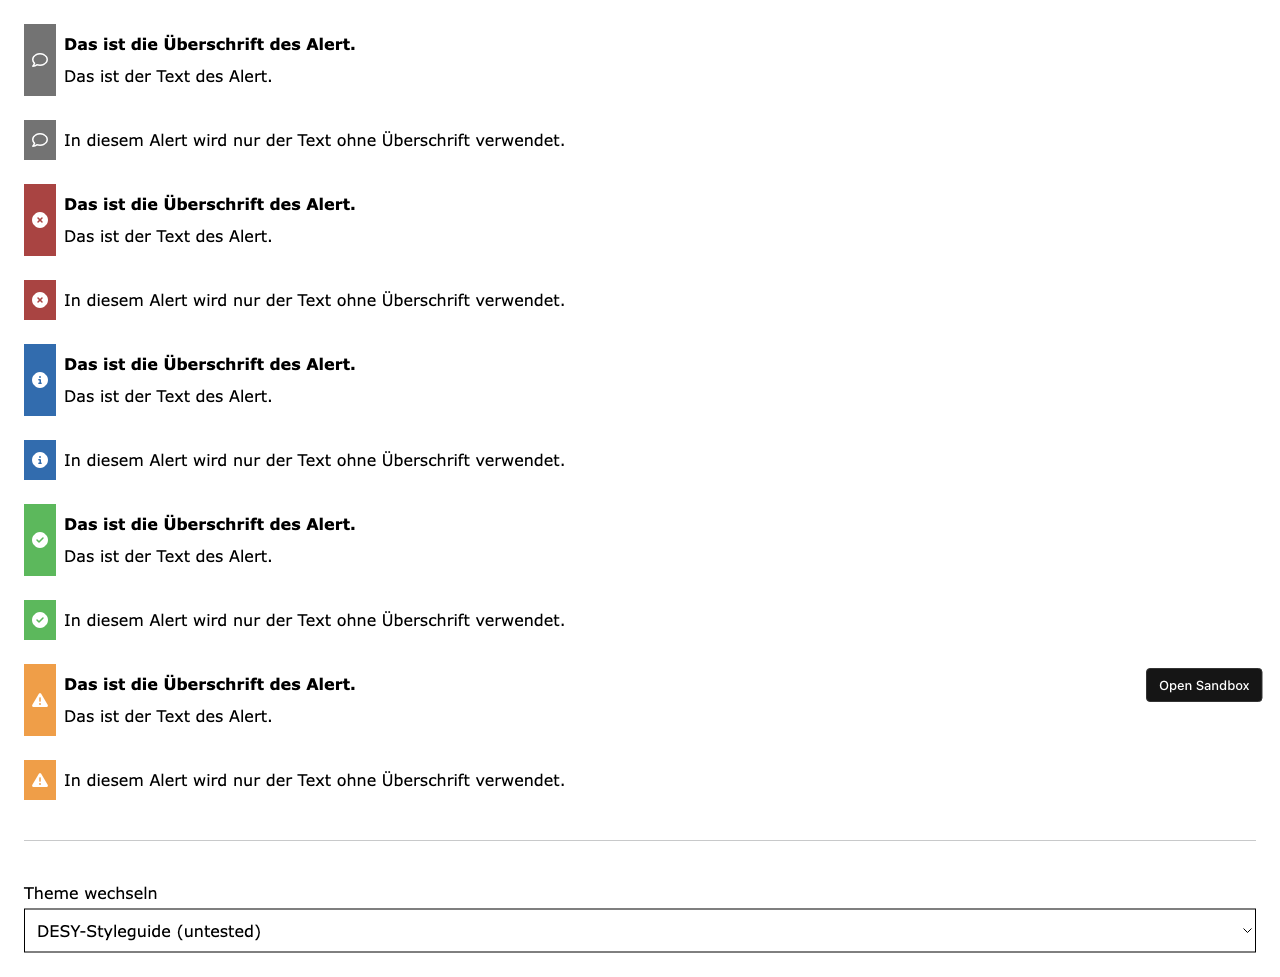 Das ist die Überschrift des Alert.
Das ist der Text des Alert.
In diesem Alert wird nur der Text ohne Überschrift verwendet.
Das ist die Überschrift des Alert.
Das ist der Text des Alert.
In diesem Alert wird nur der Text ohne Überschrift verwendet.
Das ist die Überschrift des Alert.
Das ist der Text des Alert.
In diesem Alert wird nur der Text ohne Überschrift verwendet.
Das ist die Überschrift des Alert.
Das ist der Text des Alert.
In diesem Alert wird nur der Text ohne Überschrift verwendet.
Das ist die Überschrift des Alert.
Open Sandbox
Das ist der Text des Alert.
In diesem Alert wird nur der Text ohne Überschrift verwendet.
Theme wechseln
DESY-Styleguide (untested)